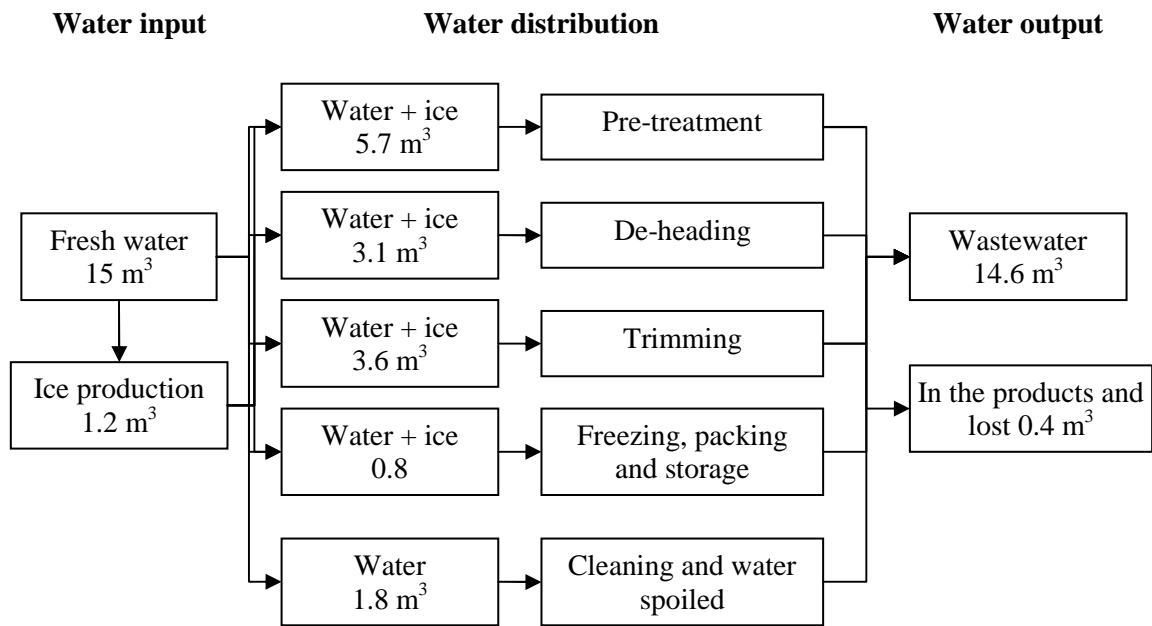 Water input
Water distribution
Water output
Water + ice
5.7 m³
Pre-treatment
Water + ice
3.1 m³
De-heading
Fresh water
15 m³
Wastewater
14.6 m³
Water + ice
3.6 m³
Trimming
Ice production
1.2 m³
In the products and
lost 0.4 m³
Water + ice
0.8
Freezing, packing
and storage
Water
1.8 m³
Cleaning and water
spoiled